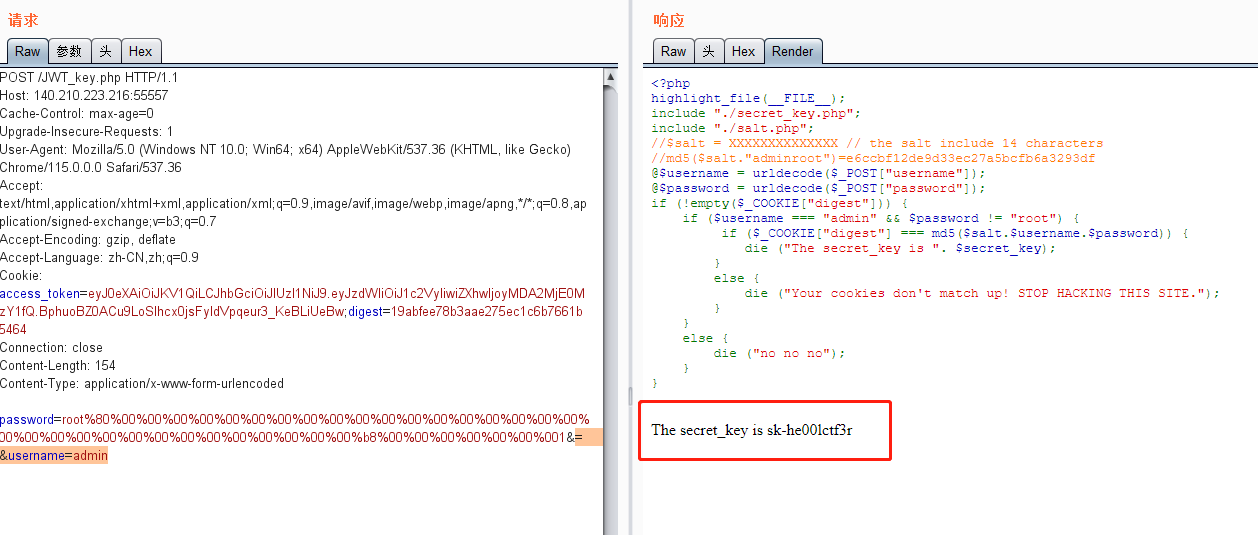 请求
Raw 参数 头 Hex
POST /JWT_key.php HTTP/1.1
Host: 140.210.223.216:55557
Cache-Control: max-age=0
Upgrade-Insecure-Requests: 1
User-Agent: Mozilla/5.0 (Windows NT 10.0; Win64; x64) AppleWebKit/537.36 (KHTML, like Gecko)
Chrome/115.0.0.0 Safari/537.36
Accept:
text/html,application/xhtml+xml,application/xml;q=0.9,image/avif,image/webp,image/apng,*/*;q=0.8,ap
plication/signed-exchange;v=b3;q=0.7
Accept-Encoding: gzip, deflate
Accept-Language: zh-CN,zh;q=0.9
Cookie:
access_token=eyJ0eXAiOiJKV1QiLCJhbGciOiJIUzI1NiJ9.eyJzdWIiOiJ1c2VyIiwiZXhwIjoyMDA2MjE0M
zY1fQ.BphuoBZ0ACu9LoSIhcx0jsFyIdVpqeur3_KeBLiUeBw;digest=19abfee78b3aae275ec1c6b7661b
5464
Connection: close
Content-Length: 154
Content-Type: application/x-www-form-urlencoded
password=root%80%00%00%00%00%00%00%00%00%00%00%00%00%00%00%00%00%00%00%00%
00%00%00%00%00%00%00%00%00%00%00%00%00%b8%00%00%00%00%00%00%001&=
&username=admin
响应
Raw 头 Hex Render
<?php
highlight_file(__FILE__);
include "./secret_key.php";
include "./salt.php";
//$salt = XXXXXXXXXXXXXX // the salt include 14 characters
//md5($salt."adminroot")=e6ccbf12de9d33ec27a5bcfb6a3293df
@$username = urldecode($_POST["username"]);
@$password = urldecode($_POST["password"]);
if (!empty($_COOKIE["digest"])) {
    if ($username === "admin" && $password != "root") {
         if ($_COOKIE["digest"] === md5($salt.$username.$password)) {
            die ("The secret_key is ". $secret_key);
        }
        else {
            die ("Your cookies don't match up! STOP HACKING THIS SITE.");
        }
    }
    else {
        die ("no no no");
    }
}
The secret_key is sk-he00lctf3r